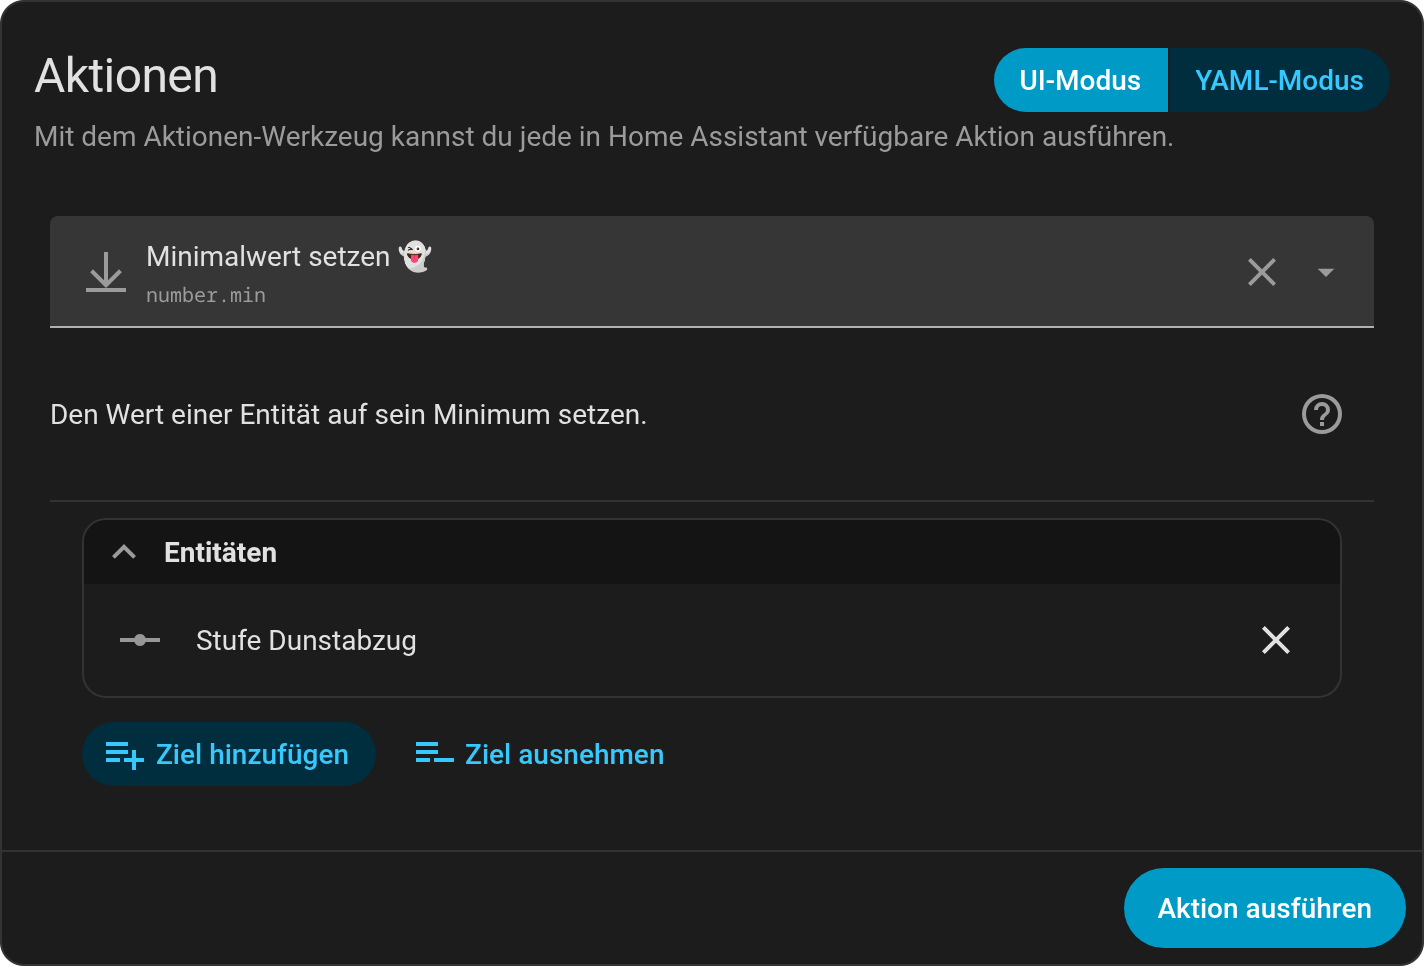 Aktionen
UI-Modus
YAML-Modus
Mit dem Aktionen-Werkzeug kannst du jede in Home Assistant verfügbare Aktion ausführen.
Minimalwert setzen 👻
number.min
Den Wert einer Entität auf sein Minimum setzen.
Entitäten
Stufe Dunstabzug
Ziel hinzufügen
Ziel ausnehmen
Aktion ausführen